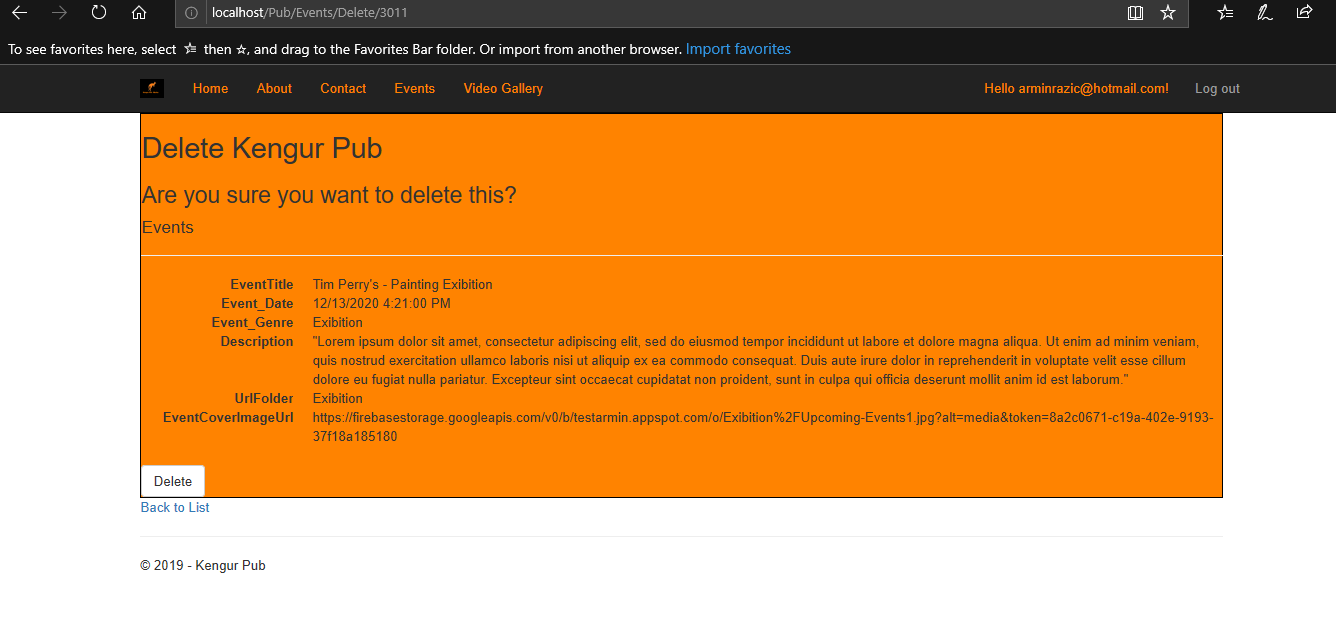 localhost/Pub/Events/Delete/3011
To see favorites here, select then ☆, and drag to the Favorites Bar folder. Or import from another browser. Import favorites
Home About Contact Events Video Gallery Hello arminrazic@hotmail.com! Log out
Delete Kengur Pub
Are you sure you want to delete this?
Events
EventTitle Tim Perry's - Painting Exibition
Event_Date 12/13/2020 4:21:00 PM
Event_Genre Exibition
Description "Lorem ipsum dolor sit amet, consectetur adipiscing elit, sed do eiusmod tempor incididunt ut labore et dolore magna aliqua. Ut enim ad minim veniam,
quis nostrud exercitation ullamco laboris nisi ut aliquip ex ea commodo consequat. Duis aute irure dolor in reprehenderit in voluptate velit esse cillum
dolore eu fugiat nulla pariatur. Excepteur sint occaecat cupidatat non proident, sunt in culpa qui officia deserunt mollit anim id est laborum."
UrlFolder Exibition
EventCoverImageUrl https://firebasestorage.googleapis.com/v0/b/testarmin.appspot.com/o/Exibition%2FUpcoming-Events1.jpg?alt=media&token=8a2c0671-c19a-402e-9193-
37f18a185180
Delete
Back to List
© 2019 - Kengur Pub